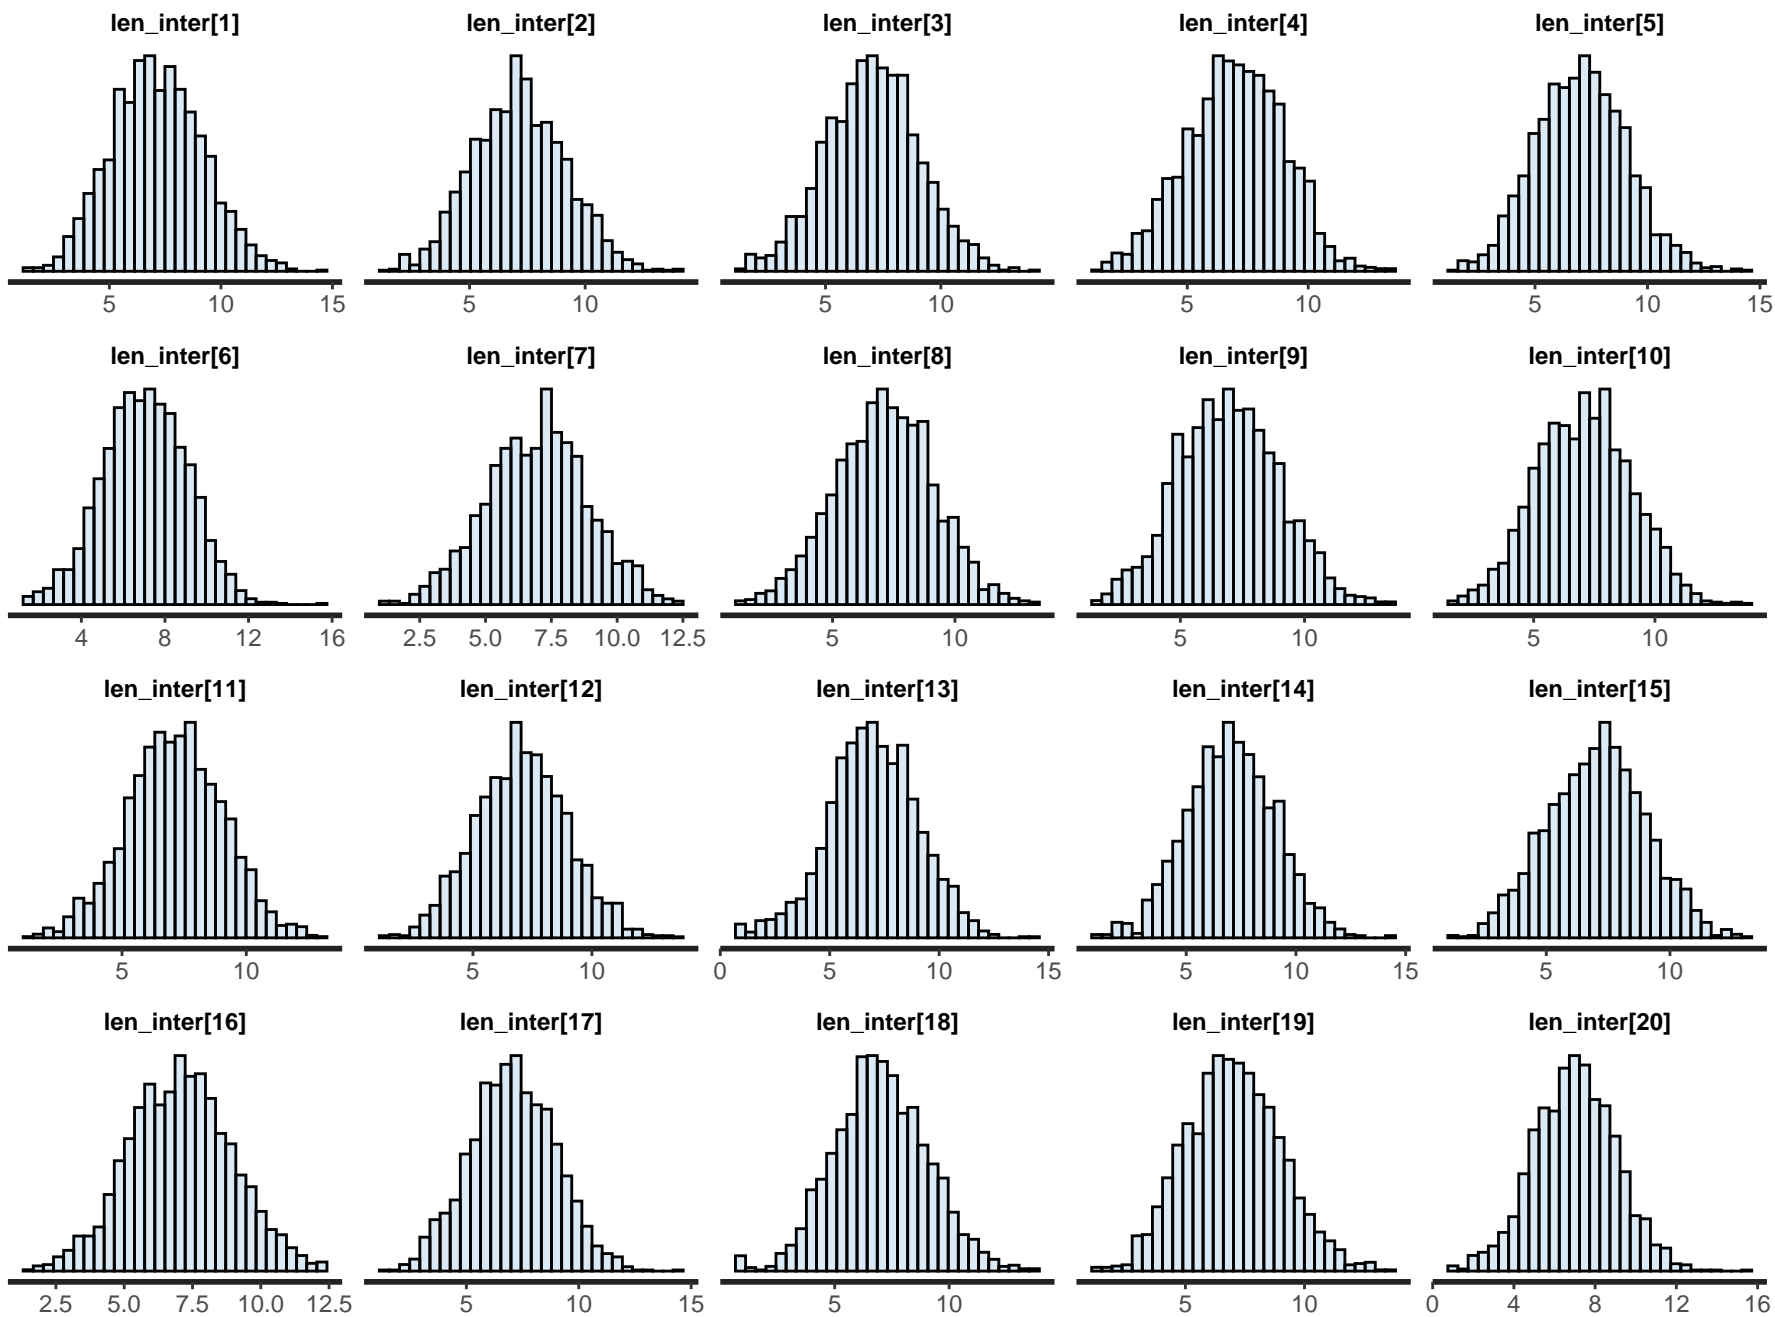 len_inter[1] len_inter[2] len_inter[3] len_inter[4] len_inter[5]
5 10 15 5 10 5 10 5 10 5 10 15
len_inter[6] len_inter[7] len_inter[8] len_inter[9] len_inter[10]
4 8 12 16 2.5 5.0 7.5 10.0 12.5 5 10 5 10 5 10
len_inter[11] len_inter[12] len_inter[13] len_inter[14] len_inter[15]
5 10 5 10 0 5 10 15 5 10 15 5 10
len_inter[16] len_inter[17] len_inter[18] len_inter[19] len_inter[20]
2.5 5.0 7.5 10.0 12.5 5 10 15 5 10 5 10 0 4 8 12 16